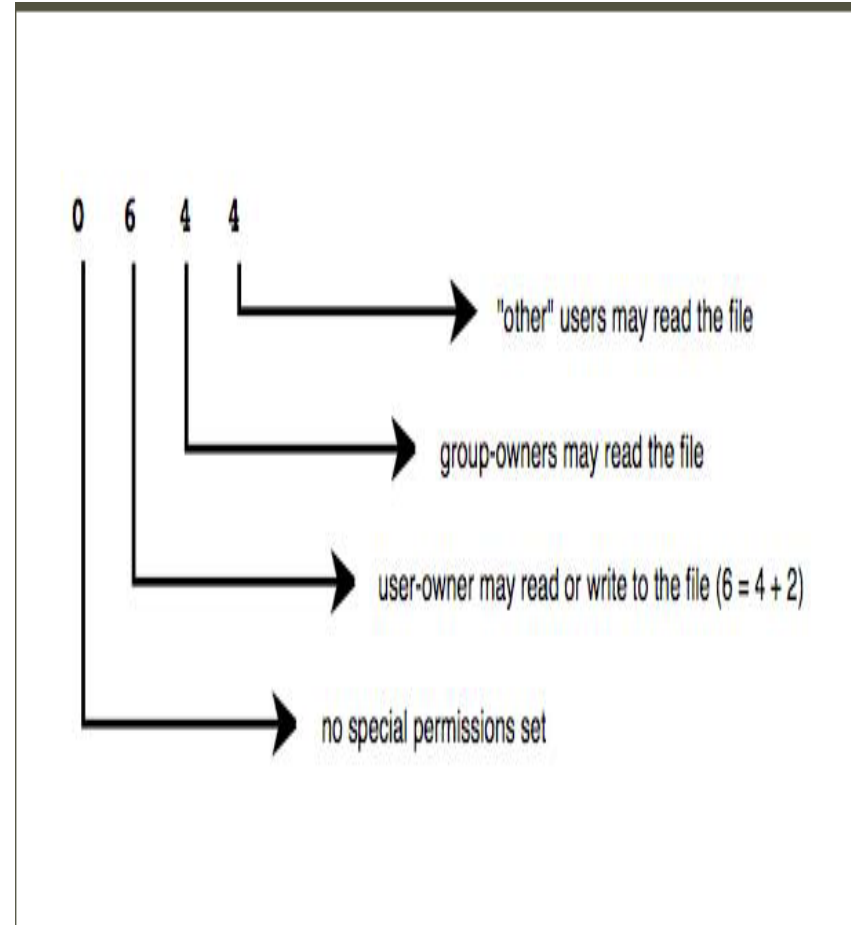 0 6 4 4
"other" users may read the file
group-owners may read the file
user-owner may read or write to the file (6 = 4 + 2)
no special permissions set